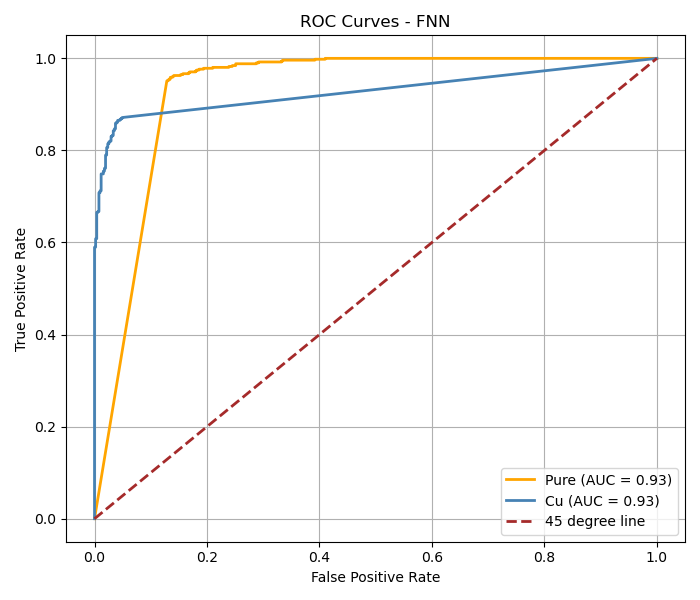 ROC Curves - FNN
True Positive Rate
1.0
0.8
0.6
0.4
0.2
0.0
0.0 0.2 0.4 0.6 0.8 1.0
False Positive Rate
Pure (AUC = 0.93)
Cu (AUC = 0.93)
45 degree line